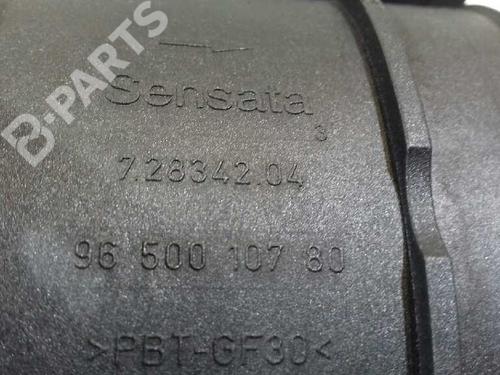 B-PARTS
Sensata
3
7.28342.04
96 500 107 80
>PBT-GF30<